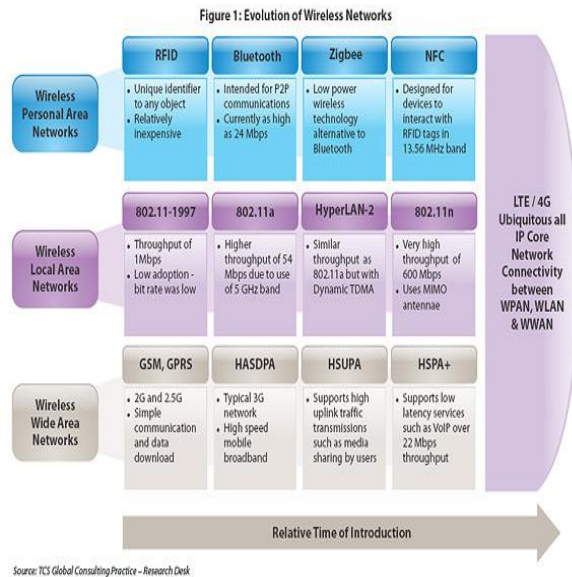 Figure 1: Evolution of Wireless Networks
Wireless
Personal Area
Networks
RFID
• Unique identifier
to any object
• Relatively
inexpensive
Bluetooth
• Intended for P2P
communications
• Currently as high
as 24 Mbps
Zigbee
• Low power
wireless
technology
alternative to
Bluetooth
NFC
• Designed for
devices to
interact with
RFID tags in
13.56 MHz band
Wireless
Local Area
Networks
802.11-1997
• Throughput of
1Mbps
• Low adoption -
bit rate was low
802.11a
• Higher
throughput of 54
Mbps due to use
of 5 GHz band
HyperLAN-2
• Similar
throughput as
802.11a but with
Dynamic TDMA
802.11n
• Very high
throughput of
600 Mbps
• Uses MIMO
antennae
Wireless
Wide Area
Networks
GSM, GPRS
• 2G and 2.5G
• Simple
communication
and data
download
HASDPA
• Typical 3G
network
• High speed
mobile
broadband
HSUPA
• Supports high
uplink traffic
transmissions
such as media
sharing by users
HSPA+
• Supports low
latency services
such as VoIP over
22 Mbps
throughput
LTE / 4G
Ubiquitous all
IP Core
Network
Connectivity
between
WPAN, WLAN
& WWAN
Relative Time of Introduction
Source: TCS Global Consulting Practice – Research Desk